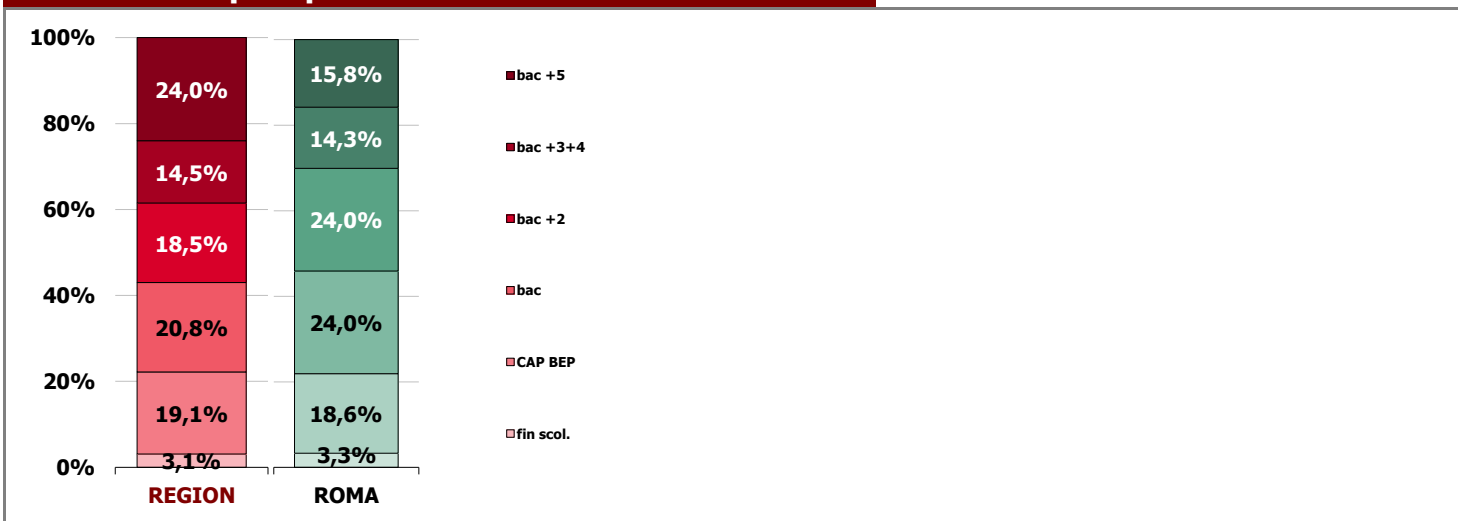 100%
80%
60%
40%
20%
0%
24,0%
14,5%
18,5%
20,8%
19,1%
3,1%
REGION
15,8%
14,3%
24,0%
24,0%
18,6%
3,3%
ROMA
bac +5
bac +3+4
bac +2
bac
CAP BEP
fin scol.